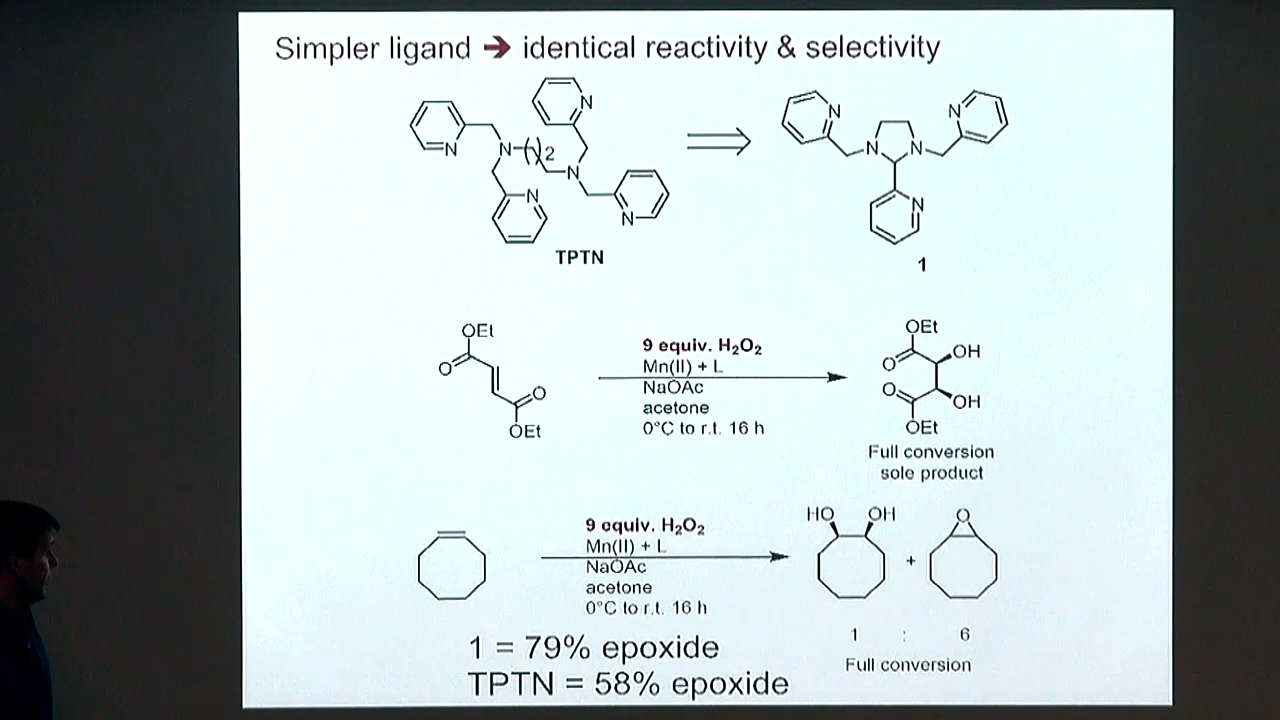 Simpler ligand ➔ identical reactivity & selectivity
N
N
N
N
N
( )2
N
N
N
N
N
N
TPTN
1
OEt
O
O
OEt
9 equiv. H₂O₂
Mn(II) + L
NaOAc
acetone
0°C to r.t. 16 h
OEt
O
OH
O
OH
OEt
Full conversion
sole product
9 equiv. H₂O₂
Mn(II) + L
NaOAc
acetone
0°C to r.t. 16 h
HO OH
+
O
1 : 6
Full conversion
1 = 79% epoxide
TPTN = 58% epoxide